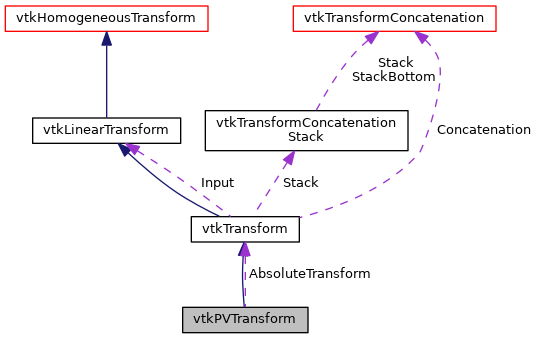 vtkHomogeneousTransform
vtkTransformConcatenation
Stack
StackBottom
vtkLinearTransform
vtkTransformConcatenation
Stack
Concatenation
Input
Stack
vtkTransform
AbsoluteTransform
vtkPVTransform